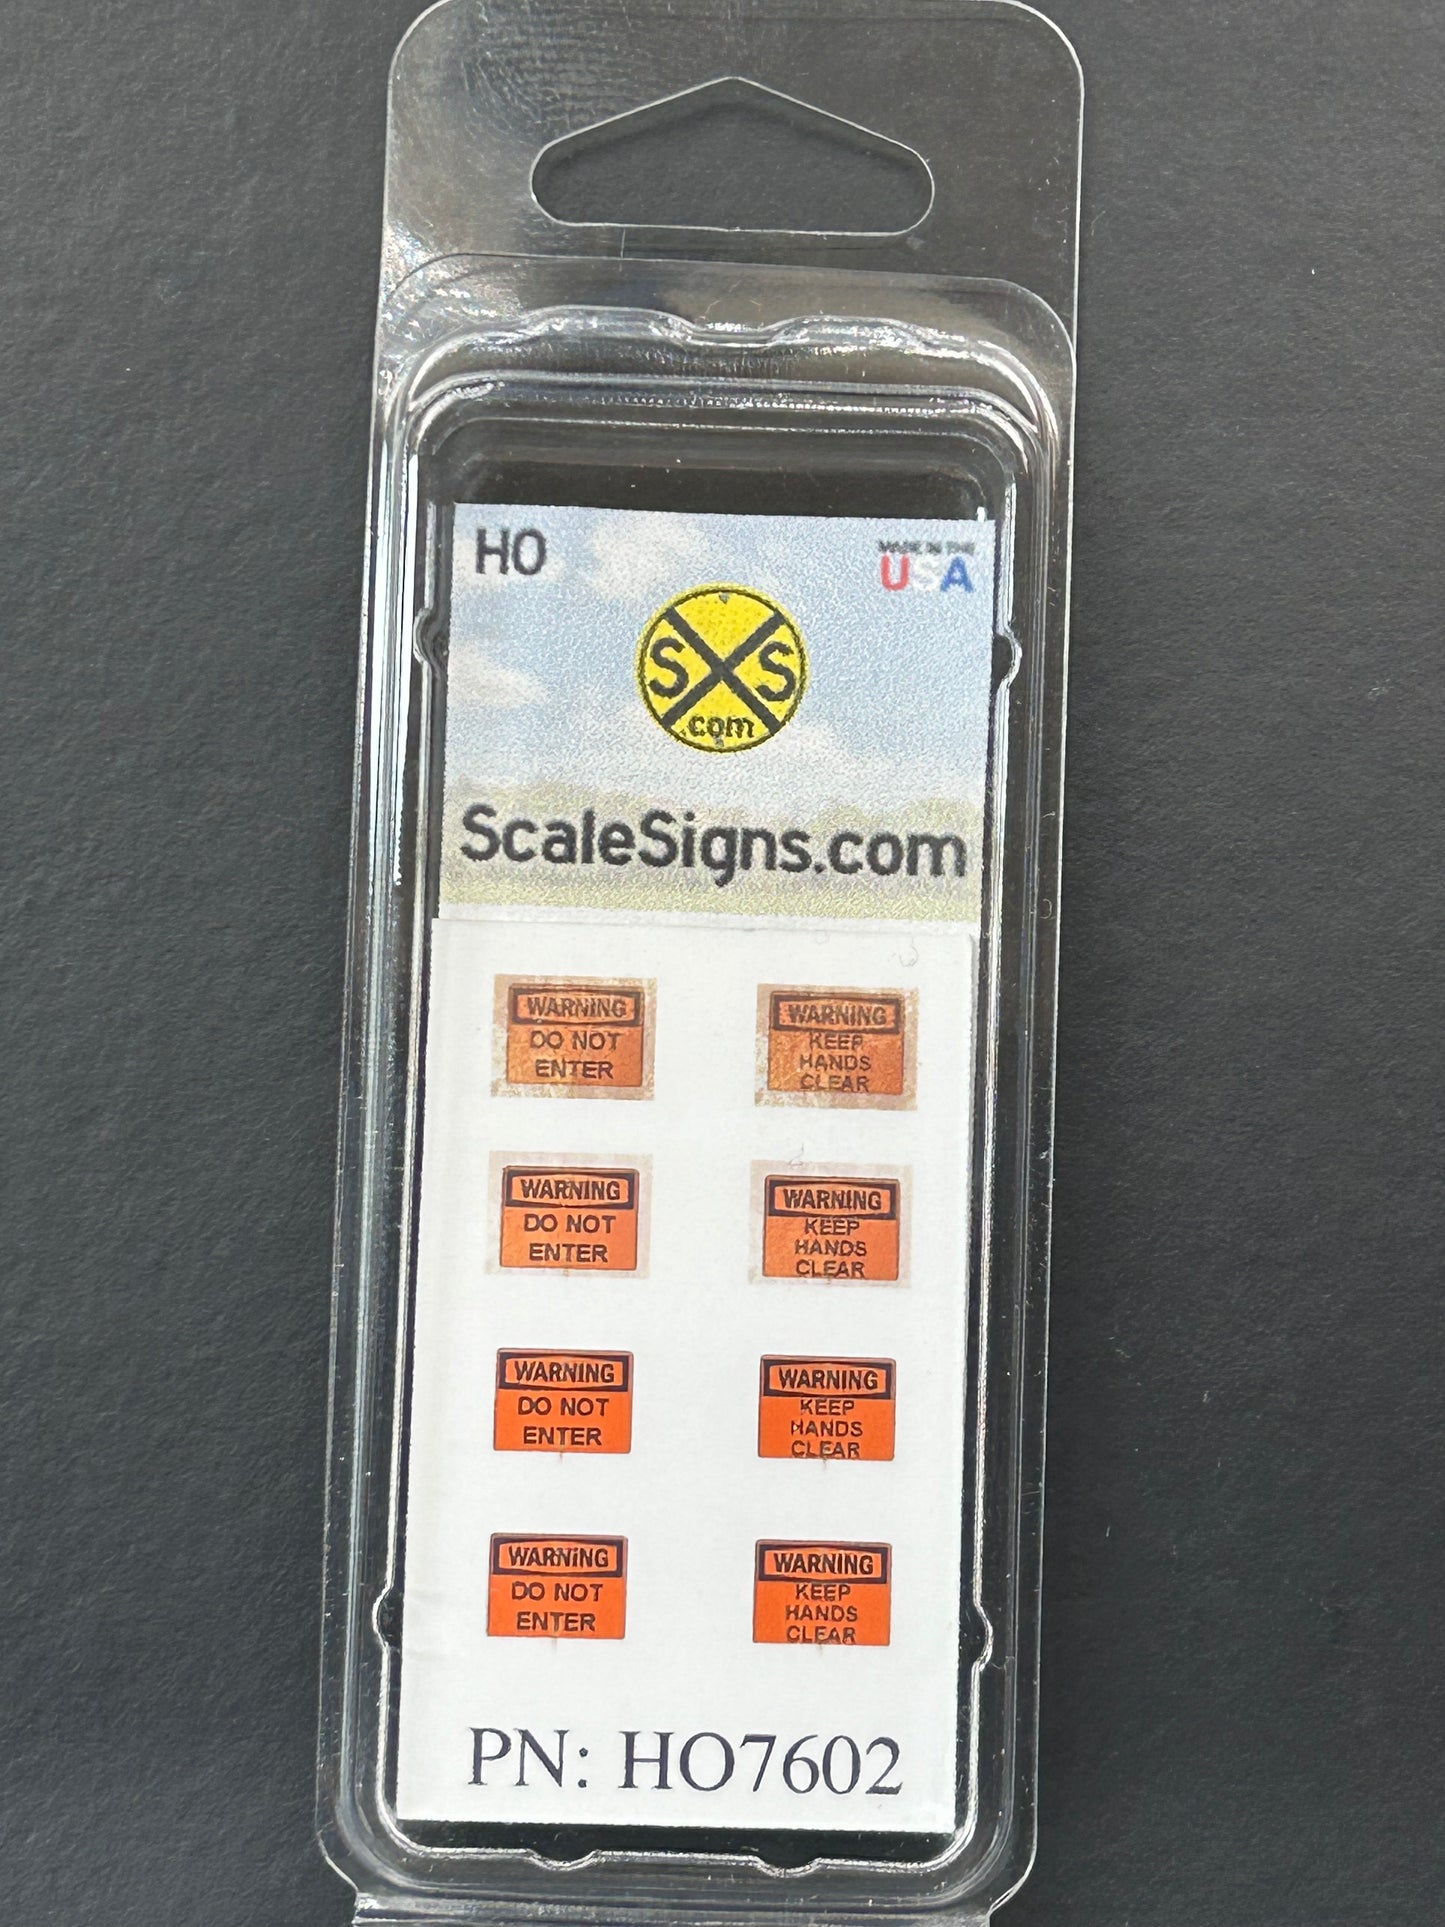 HO
MADE IN THE
USA
S X S
.com
ScaleSigns.com
WARNING
DO NOT
ENTER
WARNING
KEEP
HANDS
CLEAR
WARNING
DO NOT
ENTER
WARNING
KEEP
HANDS
CLEAR
WARNING
DO NOT
ENTER
WARNING
KEEP
HANDS
CLEAR
WARNING
DO NOT
ENTER
WARNING
KEEP
HANDS
CLEAR
PN: HO7602